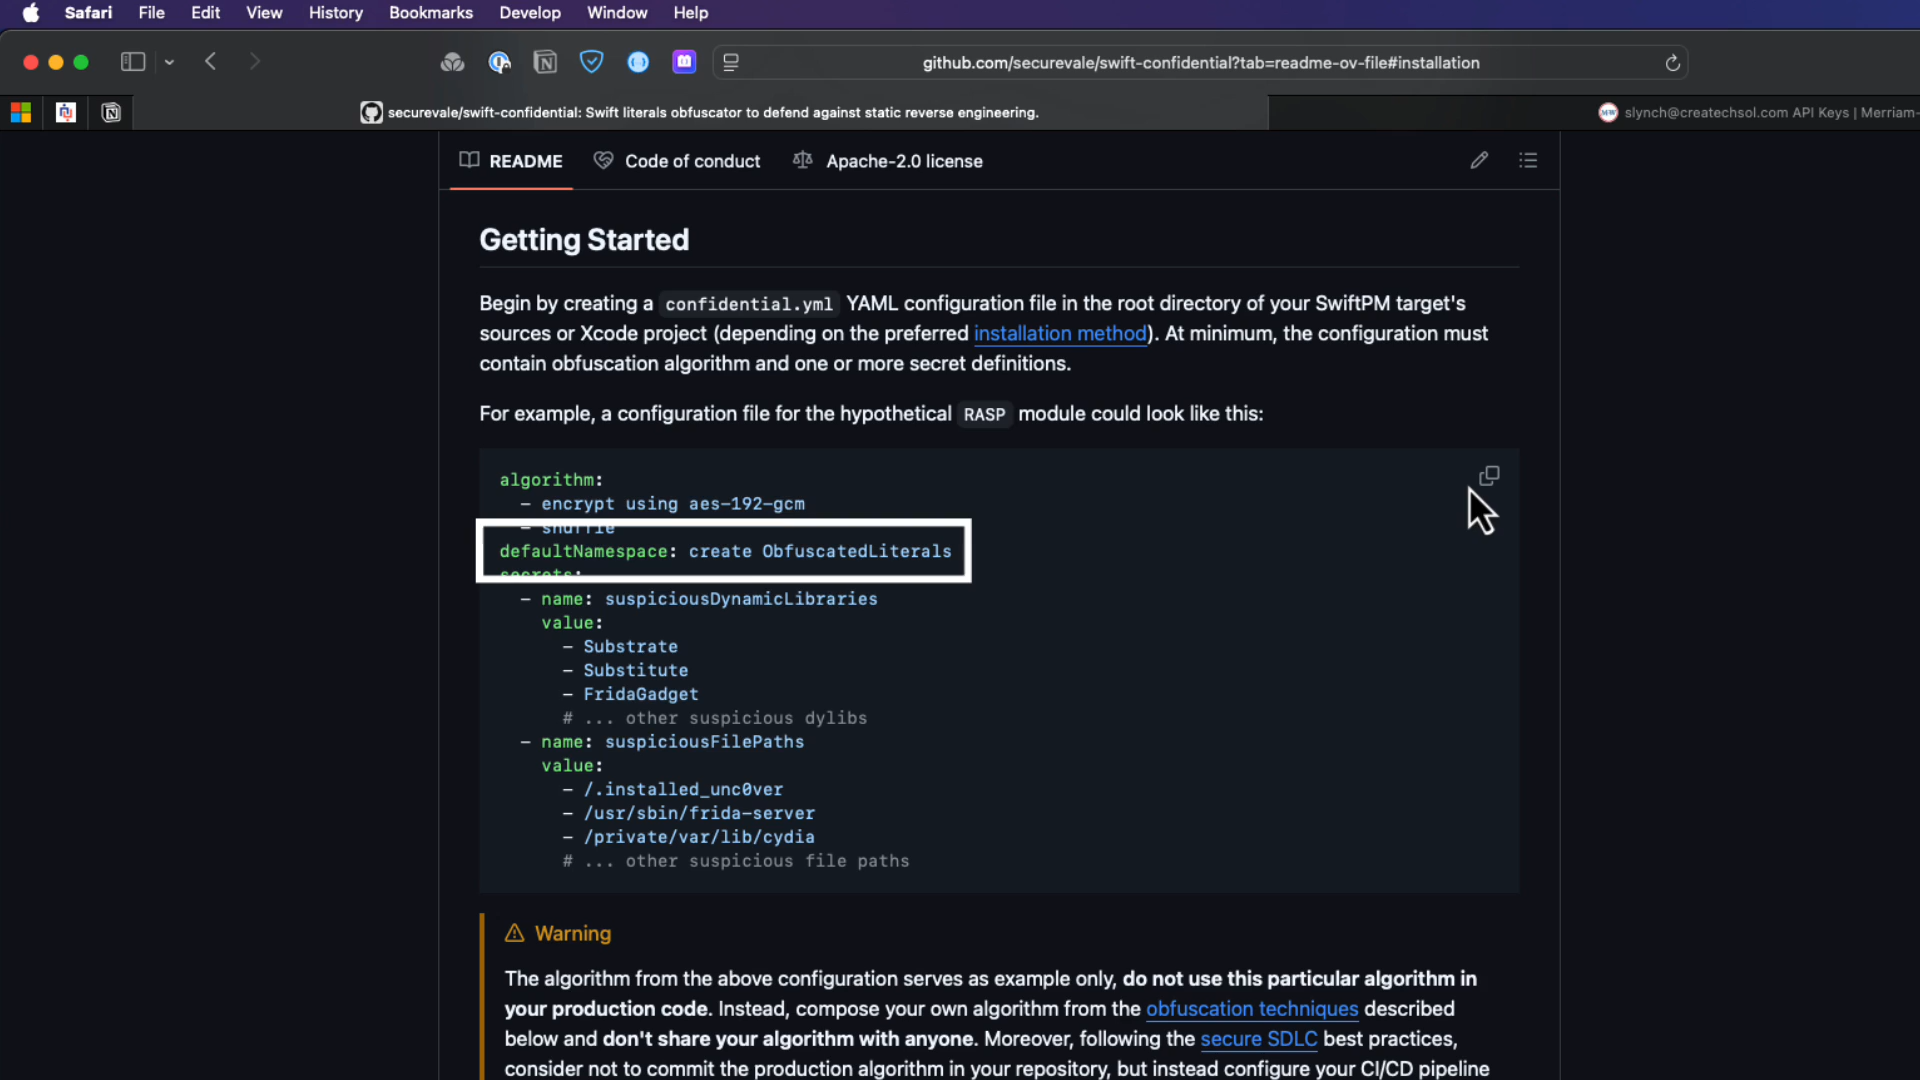 Safari File Edit View History Bookmarks Develop Window Help
github.com/securevale/swift-confidential?tab=readme-ov-file#installation
securevale/swift-confidential: Swift literals obfuscator to defend against static reverse engineering.
slynch@createchsol.com API Keys | Merriam-
README Code of conduct Apache-2.0 license
Getting Started
Begin by creating a confidential.yml YAML configuration file in the root directory of your SwiftPM target's
sources or Xcode project (depending on the preferred installation method). At minimum, the configuration must
contain obfuscation algorithm and one or more secret definitions.
For example, a configuration file for the hypothetical RASP module could look like this:
algorithm:
- encrypt using aes-192-gcm
- shuffle
defaultNamespace: create ObfuscatedLiterals
secrets:
- name: suspiciousDynamicLibraries
value:
- Substrate
- Substitute
- FridaGadget
# ... other suspicious dylibs
- name: suspiciousFilePaths
value:
- /.installed_unc0ver
- /usr/sbin/frida-server
- /private/var/lib/cydia
# ... other suspicious file paths
Warning
The algorithm from the above configuration serves as example only, do not use this particular algorithm in
your production code. Instead, compose your own algorithm from the obfuscation techniques described
below and don't share your algorithm with anyone. Moreover, following the secure SDLC best practices,
consider not to commit the production algorithm in your repository, but instead configure your CI/CD pipeline